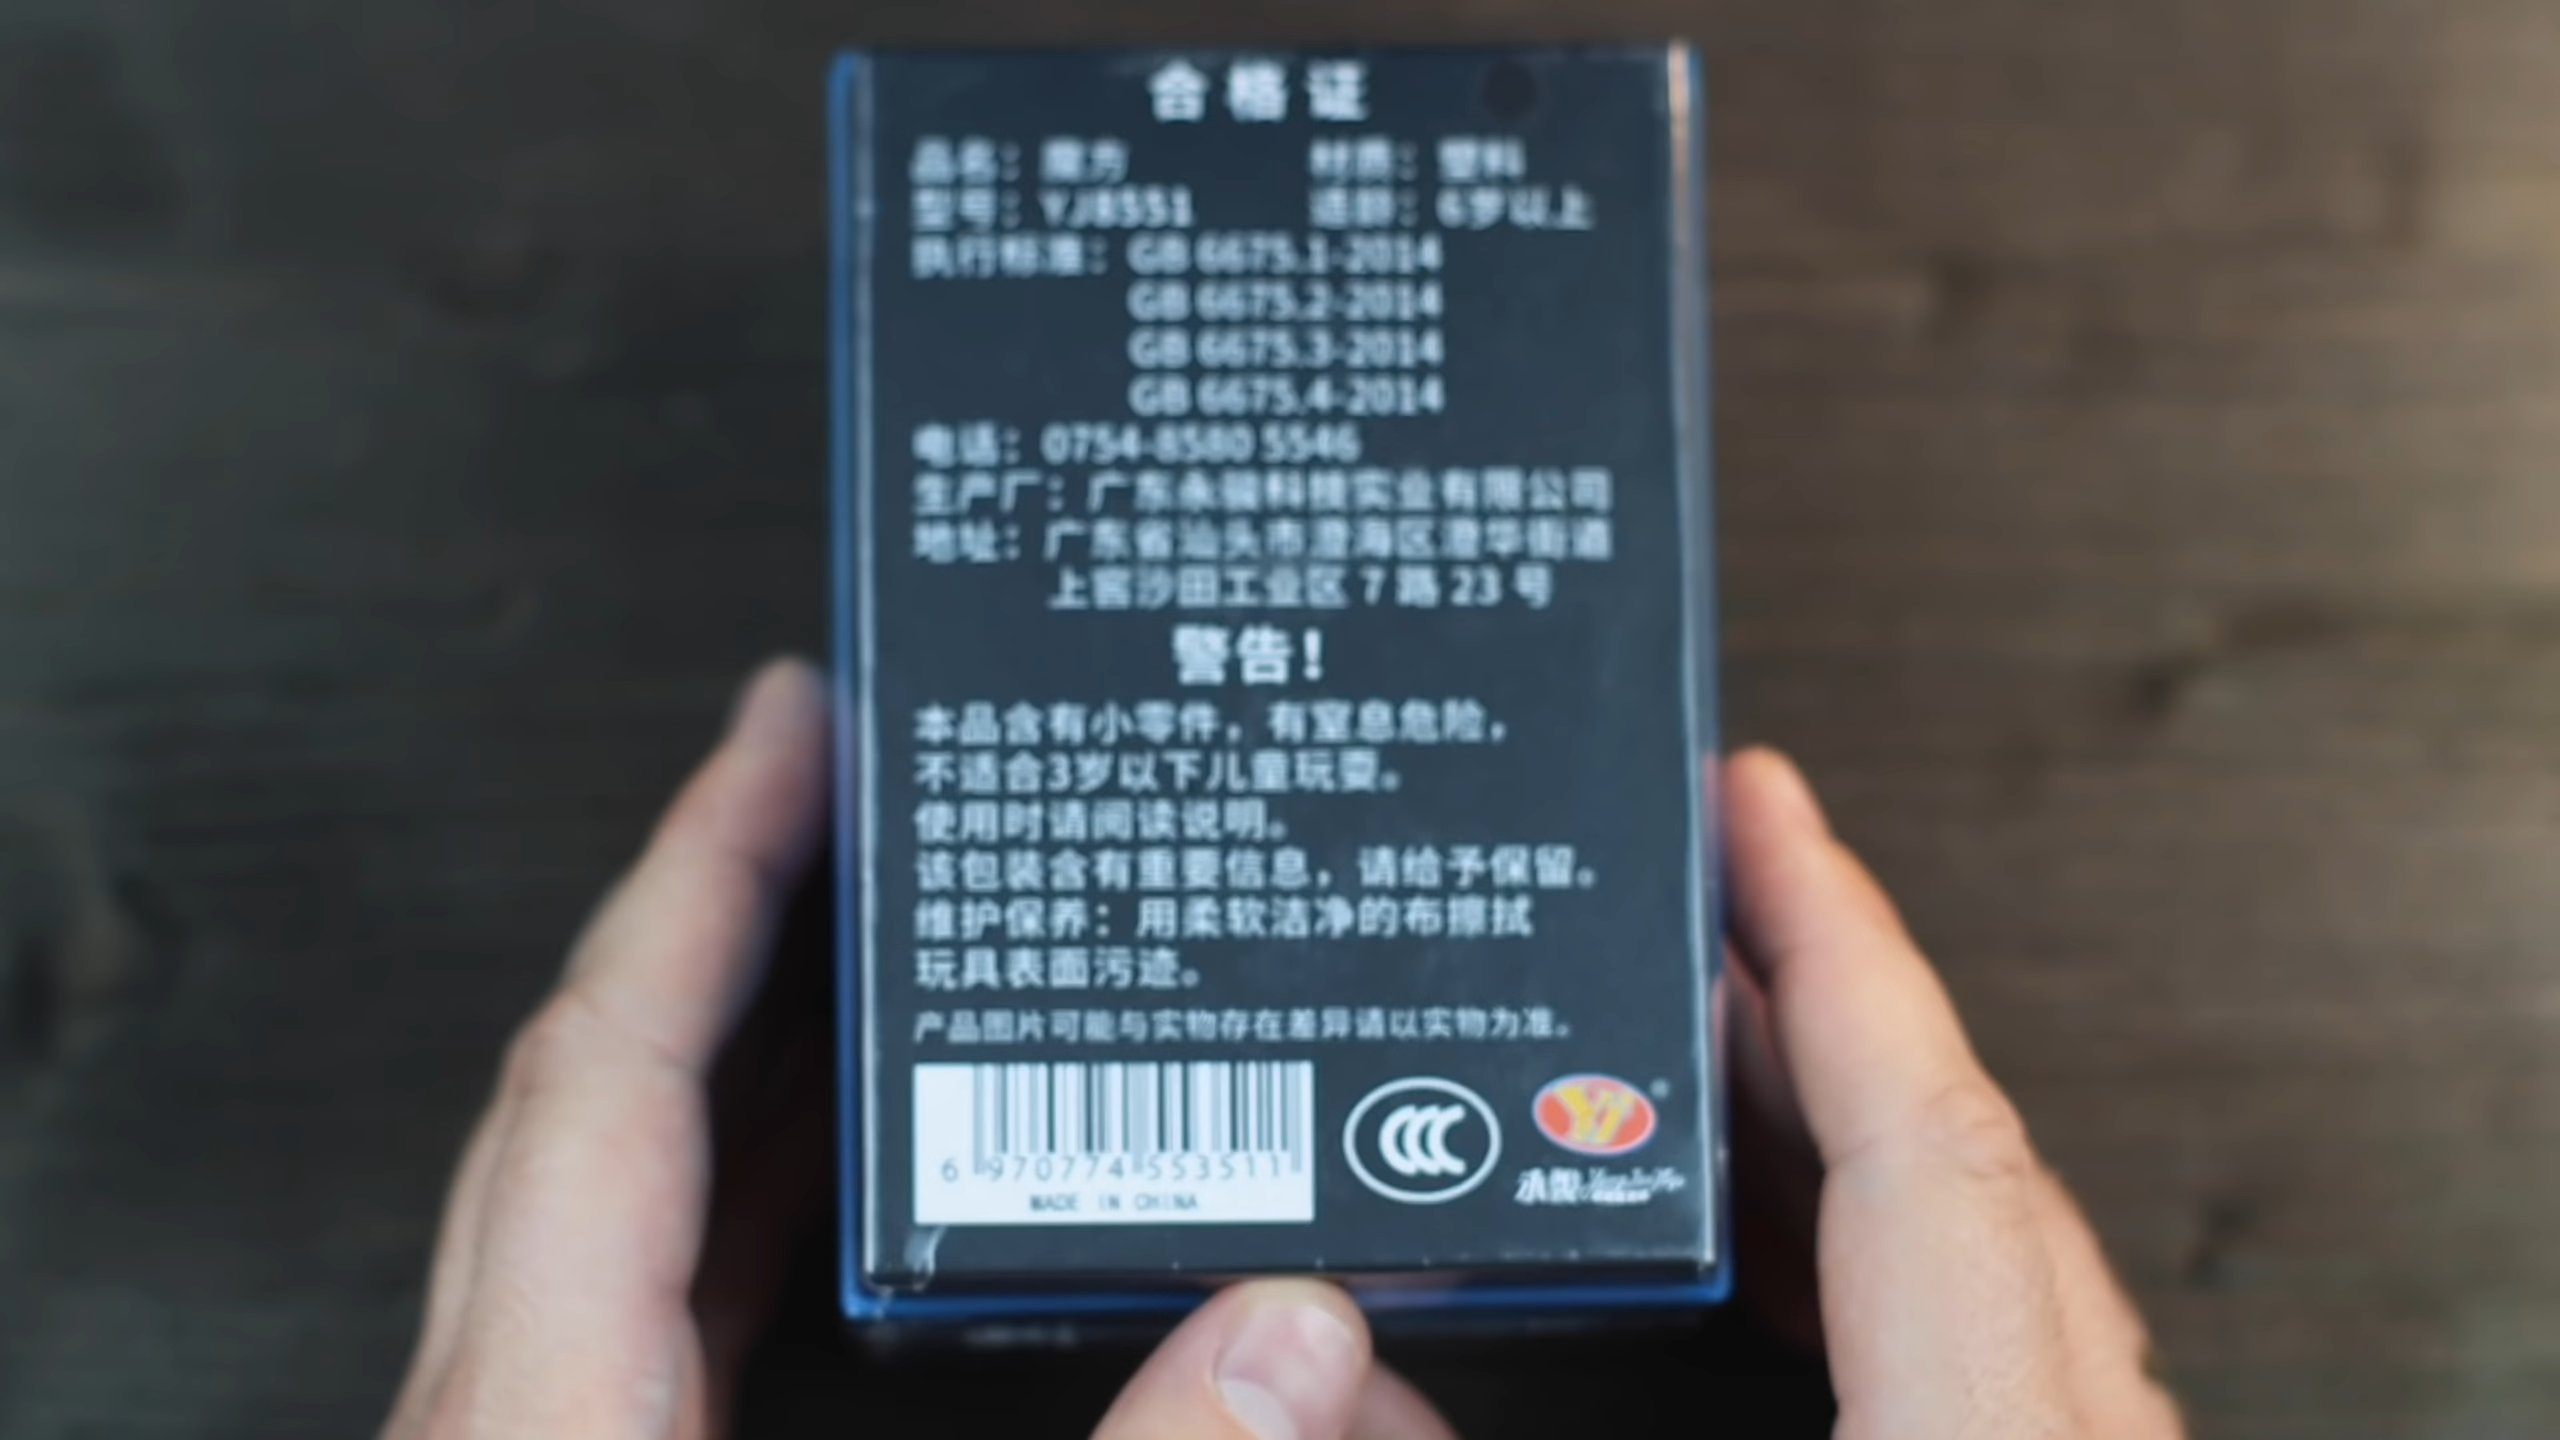 合格证
品名：魔方 材质：塑料
型号：YJ8551 适龄：6岁以上
执行标准：GB 6675.1-2014
GB 6675.2-2014
GB 6675.3-2014
GB 6675.4-2014
电话：0754-8580 5546
生产厂：广东永骏科技实业有限公司
地址：广东省汕头市澄海区澄华街道
上窖沙田工业区 7 路 23 号
警告！
本品含有小零件，有窒息危险，
不适合3岁以下儿童玩耍。
使用时请阅读说明。
该包装含有重要信息，请给予保留。
维护保养：用柔软洁净的布擦拭
玩具表面污迹。
产品图片可能与实物存在差异请以实物为准。
6 970774 553511
MADE IN CHINA
CCC
YJ®
永骏